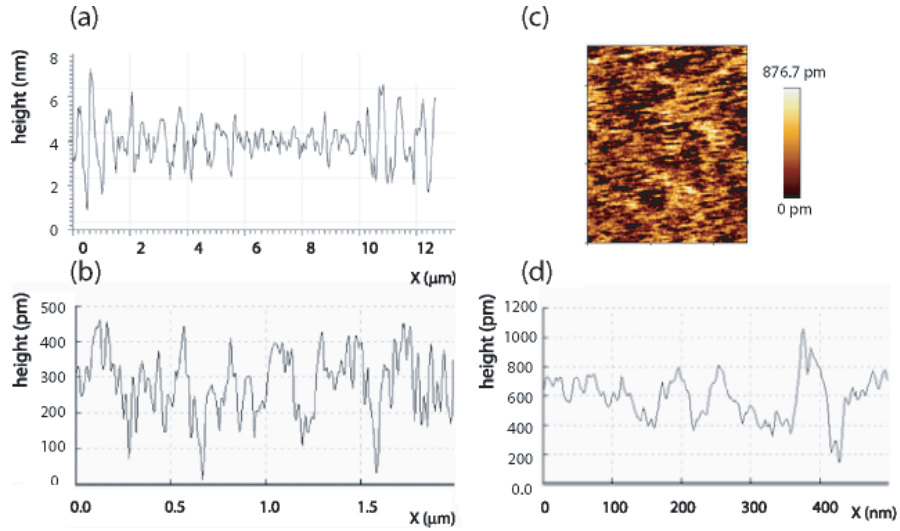 (a)
height (nm)
8
6
4
2
0
0 2 4 6 8 10 12
X (μm)
(c)
876.7 pm
0 pm
(b)
height (pm)
500
400
300
200
100
0
0.0 0.5 1.0 1.5
X (μm)
(d)
height (pm)
1200
1000
800
600
400
200
0.0
0 100 200 300 400
X (nm)